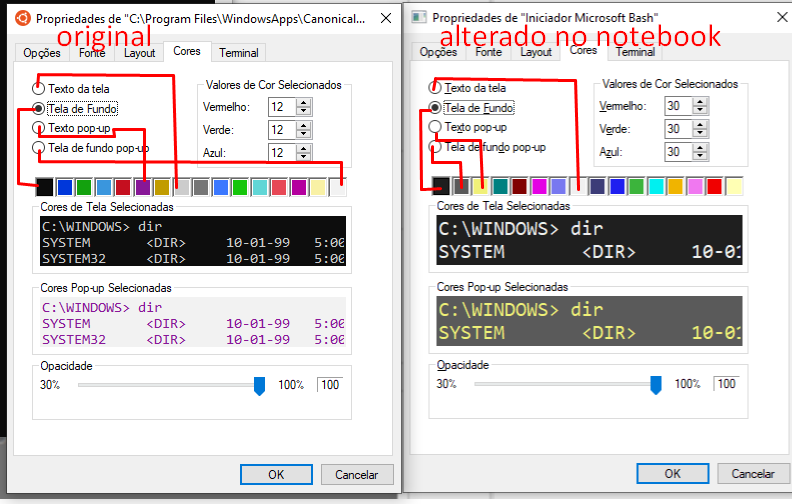 Propriedades de "C:\Program Files\WindowsApps\Canonical...
original
Opções Fonte Layout Cores Terminal
Texto da tela
Tela de Fundo
Texto pop-up
Tela de fundo pop-up
Valores de Cor Selecionados
Vermelho: 12
Verde: 12
Azul: 12
Cores de Tela Selecionadas
C:\WINDOWS> dir
SYSTEM <DIR> 10-01-99 5:00
SYSTEM32 <DIR> 10-01-99 5:00
Cores Pop-up Selecionadas
C:\WINDOWS> dir
SYSTEM <DIR> 10-01-99 5:00
SYSTEM32 <DIR> 10-01-99 5:00
Opacidade
30% 100% 100
OK Cancelar
Propriedades de "Iniciador Microsoft Bash"
alterado no notebook
Opções Fonte Layout Cores Terminal
Texto da tela
Tela de Fundo
Texto pop-up
Tela de fundo pop-up
Valores de Cor Selecionados
Vermelho: 30
Verde: 30
Azul: 30
Cores de Tela Selecionadas
C:\WINDOWS> dir
SYSTEM <DIR> 10-01
Cores Pop-up Selecionadas
C:\WINDOWS> dir
SYSTEM <DIR> 10-01
Opacidade
30% 100% 100
OK Cancelar